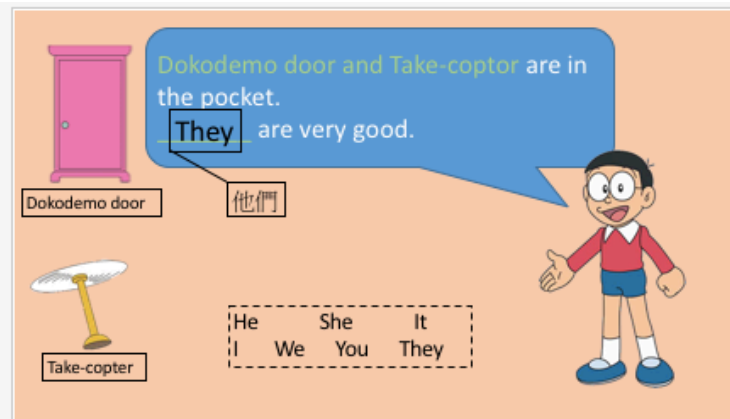 Dokodemo door and Take-coptor are in
the pocket.
They are very good.
Dokodemo door
他們
He She It
I We You They
Take-copter